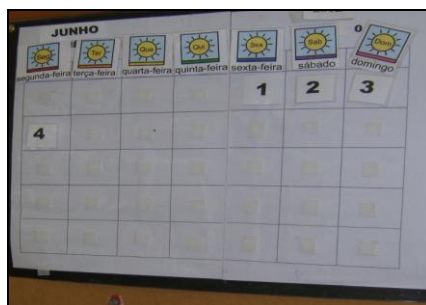 JUNHO
Seg Ter Qua Qui Sex Sáb Dom
segunda-feira terça-feira quarta-feira quinta-feira sexta-feira sábado domingo
1 2 3
4